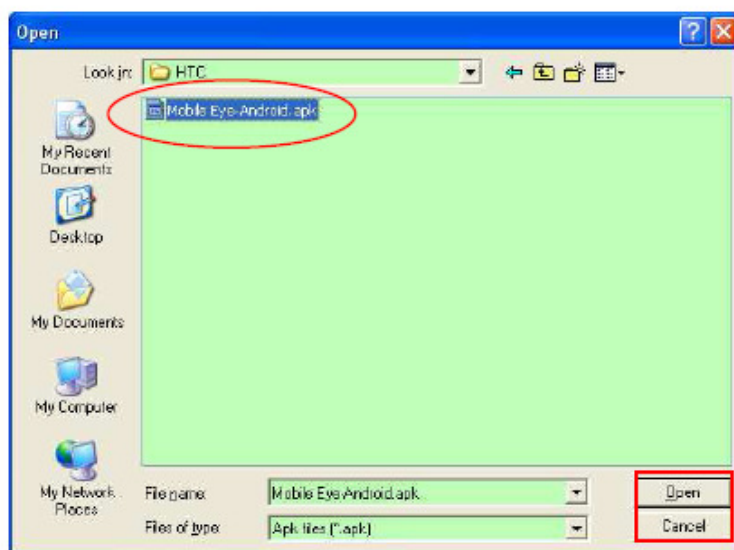 Open
Look in: HTC
Mobile Eye-Android.apk
My Recent
Documents
Desktop
My Documents
My Computer
My Network
Places
File name: Mobile Eye-Android.apk Open
Files of type: Apk files (*.apk) Cancel